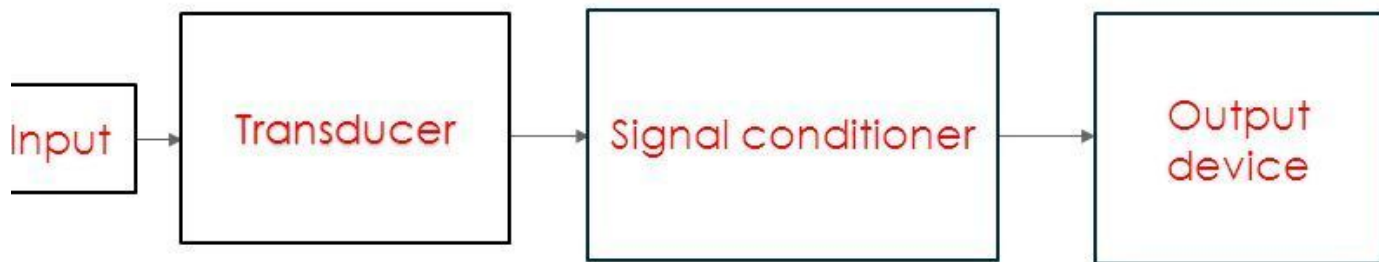 Input
Transducer
Signal conditioner
Output
device